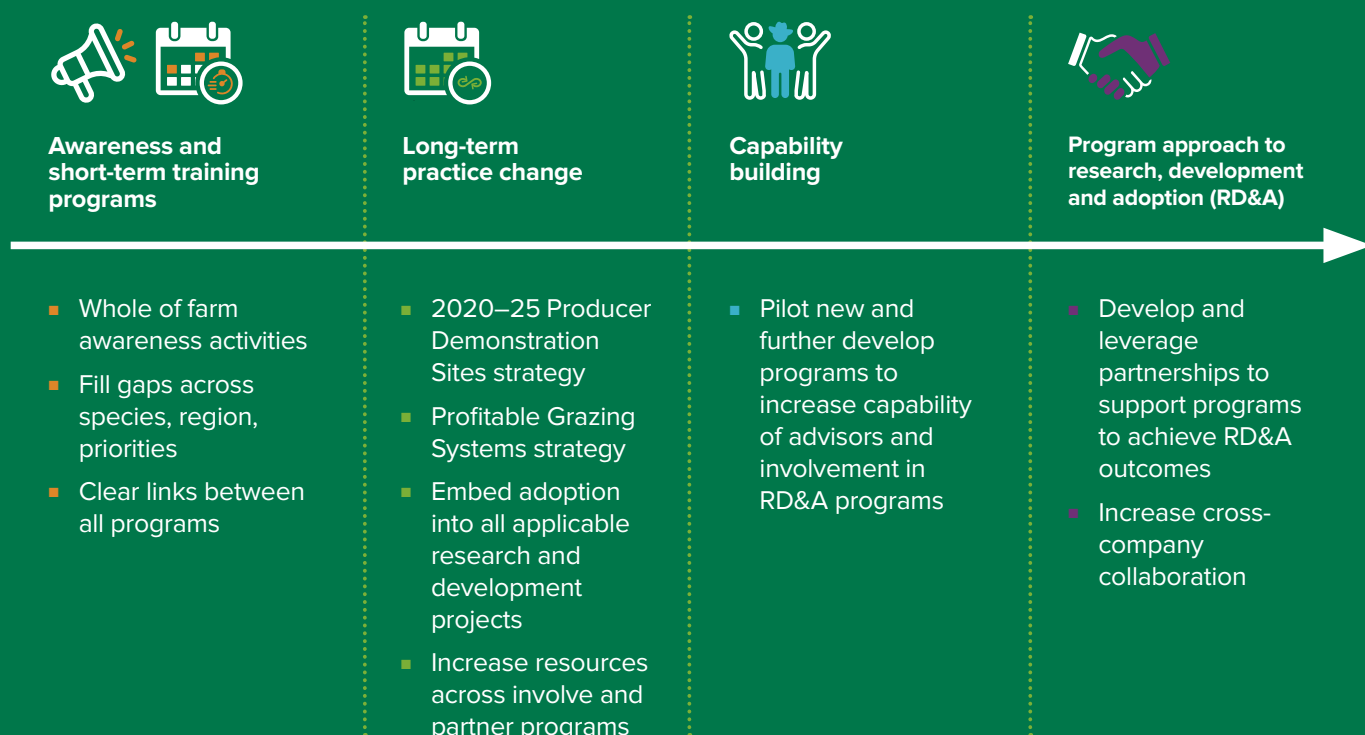 Awareness and
short-term training
programs
Long-term
practice change
Capability
building
Program approach to
research, development
and adoption (RD&A)
Whole of farm
awareness activities
Fill gaps across
species, region,
priorities
Clear links between
all programs
2020–25 Producer
Demonstration
Sites strategy
Profitable Grazing
Systems strategy
Embed adoption
into all applicable
research and
development
projects
Increase resources
across involve and
partner programs
Pilot new and
further develop
programs to
increase capability
of advisors and
involvement in
RD&A programs
Develop and
leverage
partnerships to
support programs
to achieve RD&A
outcomes
Increase cross-
company
collaboration